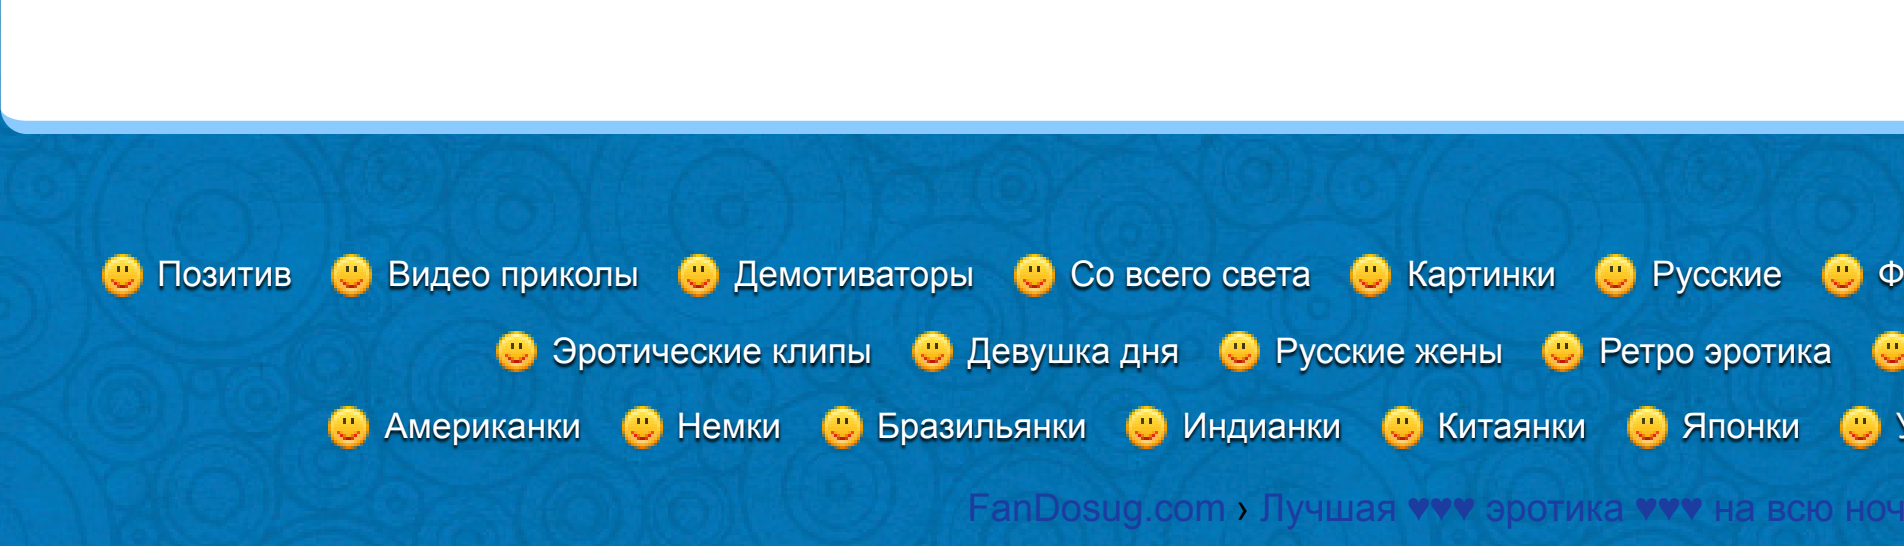 Позитив Видео приколы Демотиваторы Со всего света Картинки Русские
Эротические клипы Девушка дня Русские жены Ретро эротика
Американки Немки Бразильянки Индианки Китаянки Японки
FanDosug.com › Лучшая ♥♥♥ эротика ♥♥♥ на всю